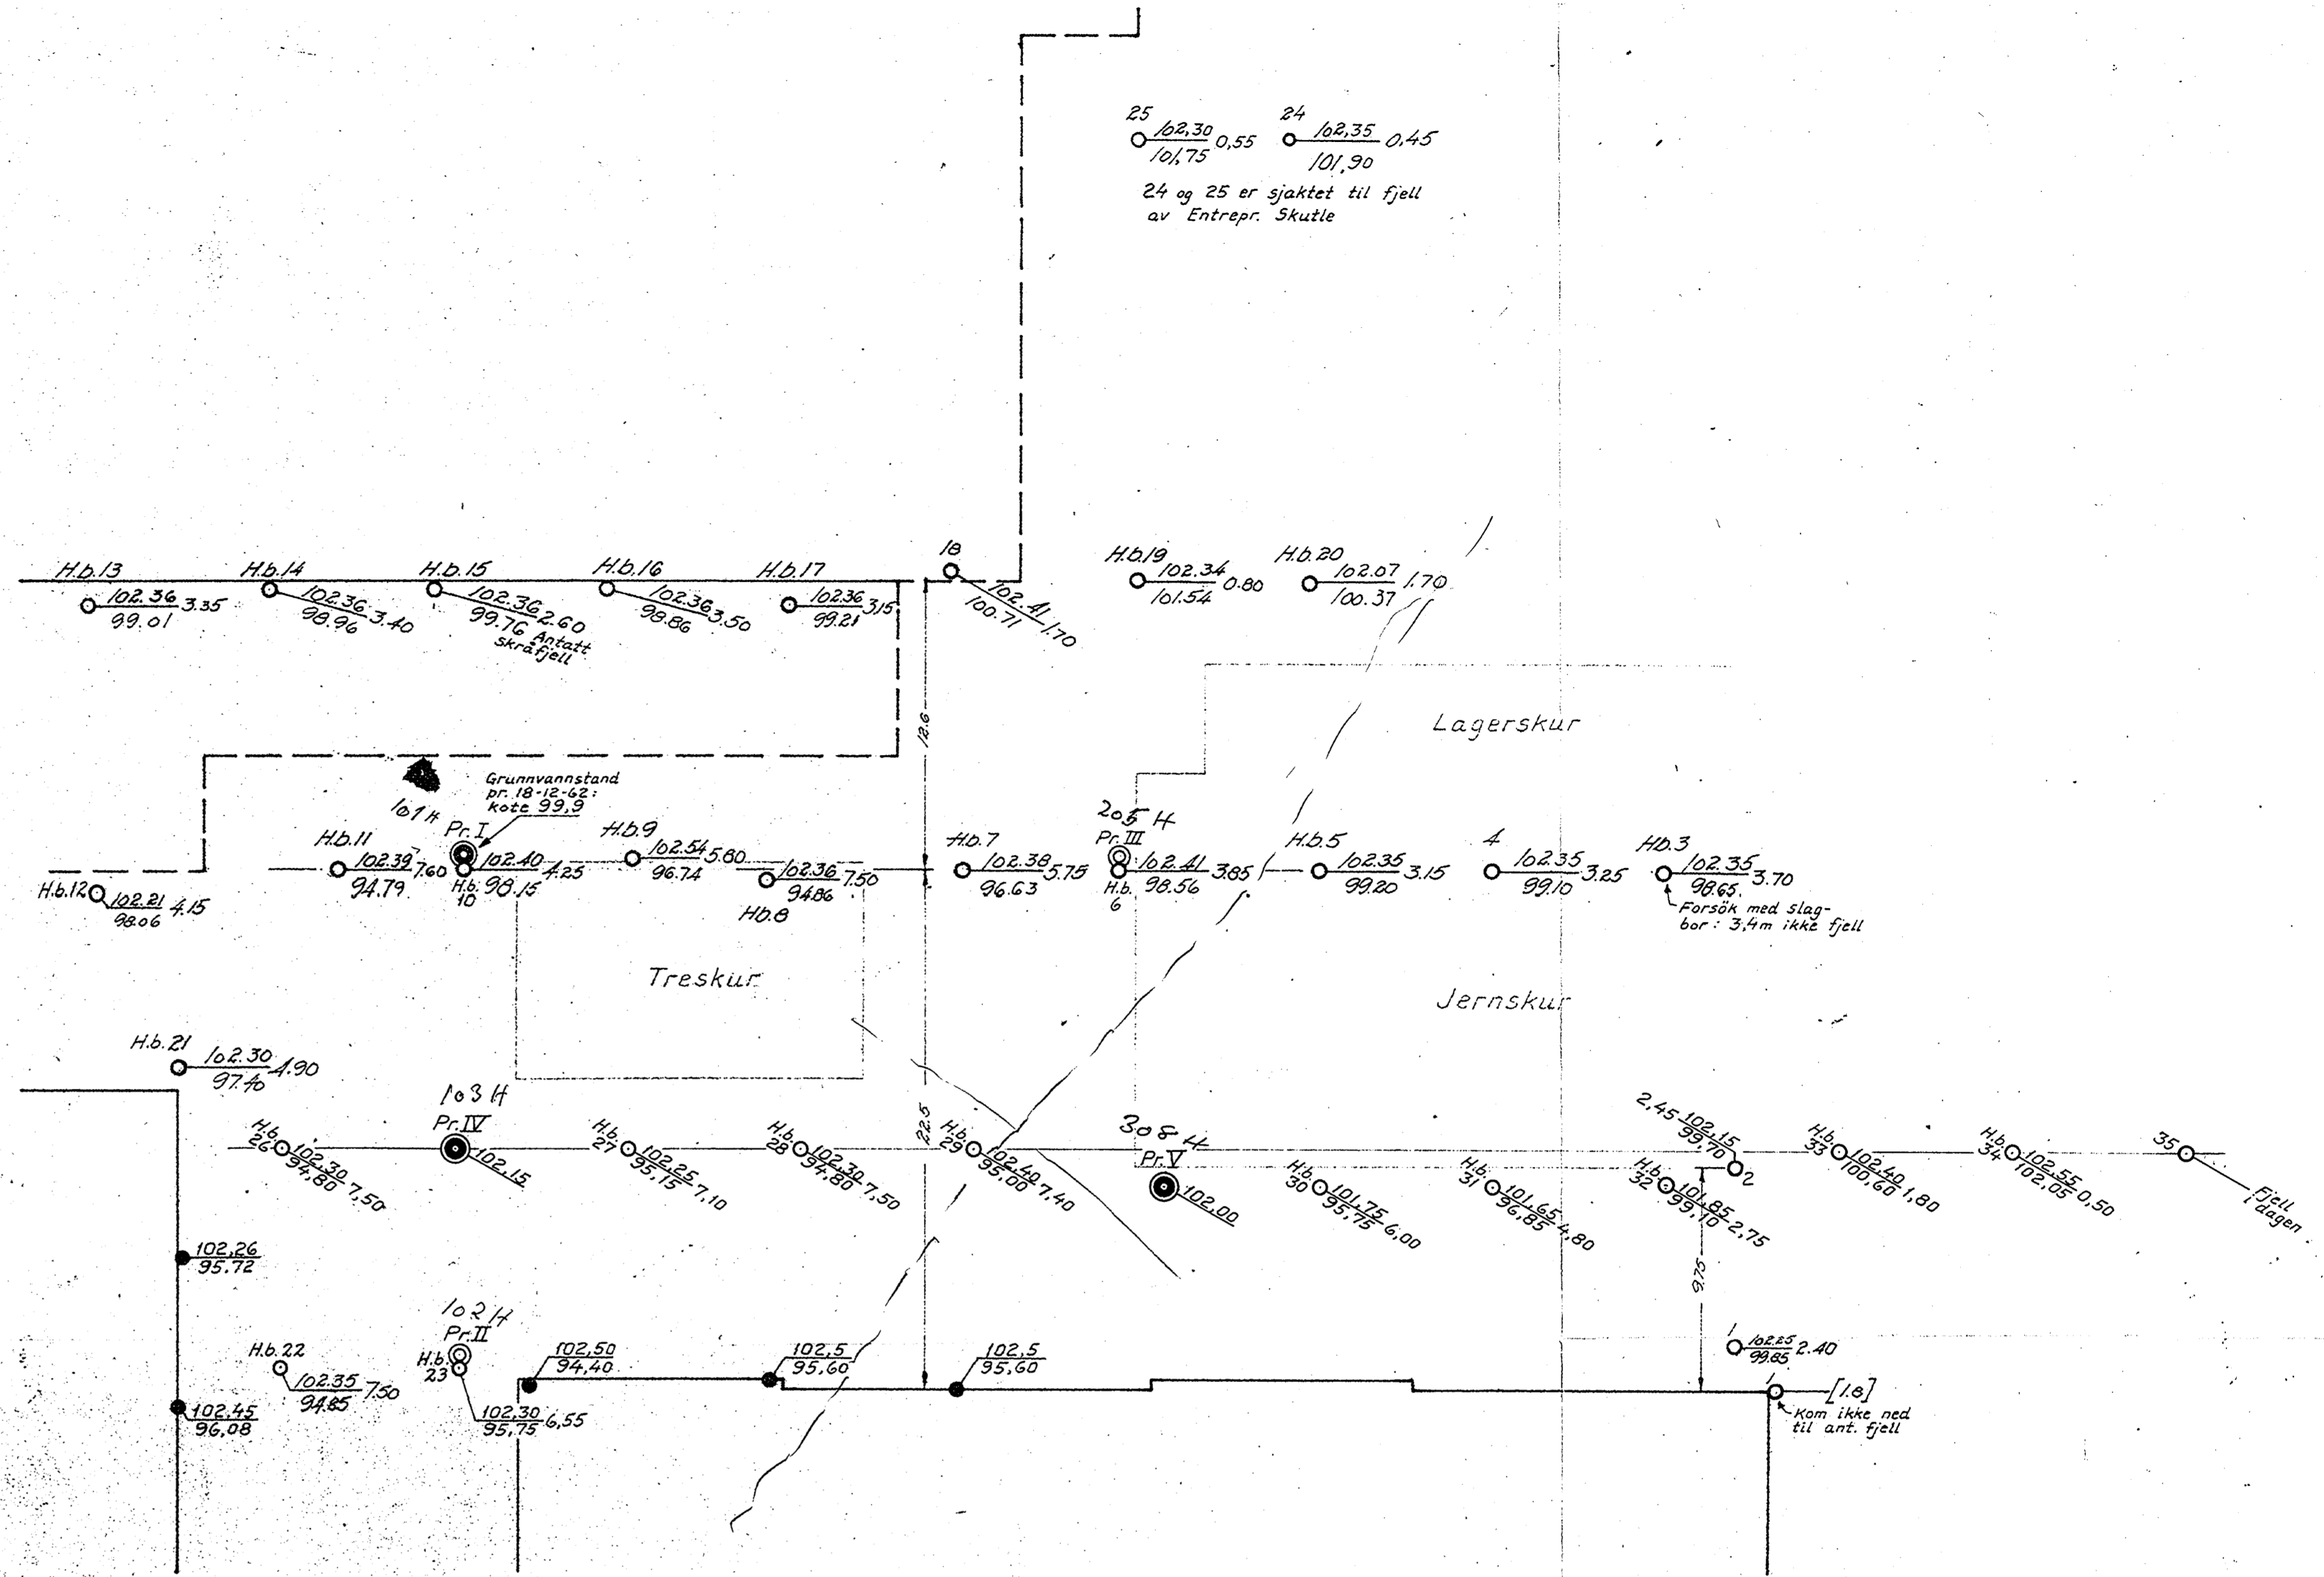 25
102,30 0,55
101,75
24
102,35 0,45
101,90
24 og 25 er sjaktet til fjell
av Entrepr. Skutle
H.b.13
102.36 3.35
99.01
H.b.14
102.36 3.40
98.96
H.b.15
102.36 2.60
99.76 Antatt
skråfjell
H.b.16
102.36 3.50
98.86
H.b.17
102.36 3,15
99.21
18
102.41 1.70
100.71
H.b.19
102.34 0.80
101.54
H.b.20
102.07 1.70
100.37
12.6
Lagerskur
Grunnvannstand
pr. 18-12-62:
kote 99,9
101 H
Pr. I
H.b.11
102.39 7.60
94.79
102.40 4.25
H.b. 98.15
10
H.b.9
102.54 5.80
96.74
102.36 7.50
94.86
H.b.8
H.b.7
102.38 5.75
96.63
205 H
Pr. III
102.41 3.85
H.b. 98.56
6
H.b.5
102.35 3.15
99.20
4
102.35 3.25
99.10
H.b.3
102.35 3.70
98.65
Forsök med slag-
bor: 3,4m ikke fjell
H.b.12
102.21 4.15
98.06
Treskur
Jernskur
H.b.21
102.30 4.90
97.40
103 H
Pr. IV
102,15
H.b.
26
102,30 7,50
94,80
H.b.
27
102,25 7,10
95,15
H.b.
28
102,30 7,50
94,80
22.5
H.b.
29
102,40 7,40
95,00
308 H
Pr. V
102,00
H.b.
30
101,75 6,00
95,75
H.b.
31
101,65 4,80
96,85
H.b.
32
101,85 2,75
99,10
2,45 102,15
99,70
2
H.b.
33
102,40 1,80
100,60
H.b.
34
102,55 0,50
102,05
35
Fjell
i dagen
102,26
95.72
9.75
102 H
Pr. II
H.b.
23
102,30 6,55
95,75
H.b.22
102.35 7.50
94.85
102.45
96,08
102,50
94,40
102,5
95,60
102,5
95,60
1
102.25 2.40
99.85
1
[1.8]
Kom ikke ned
til ant. fjell